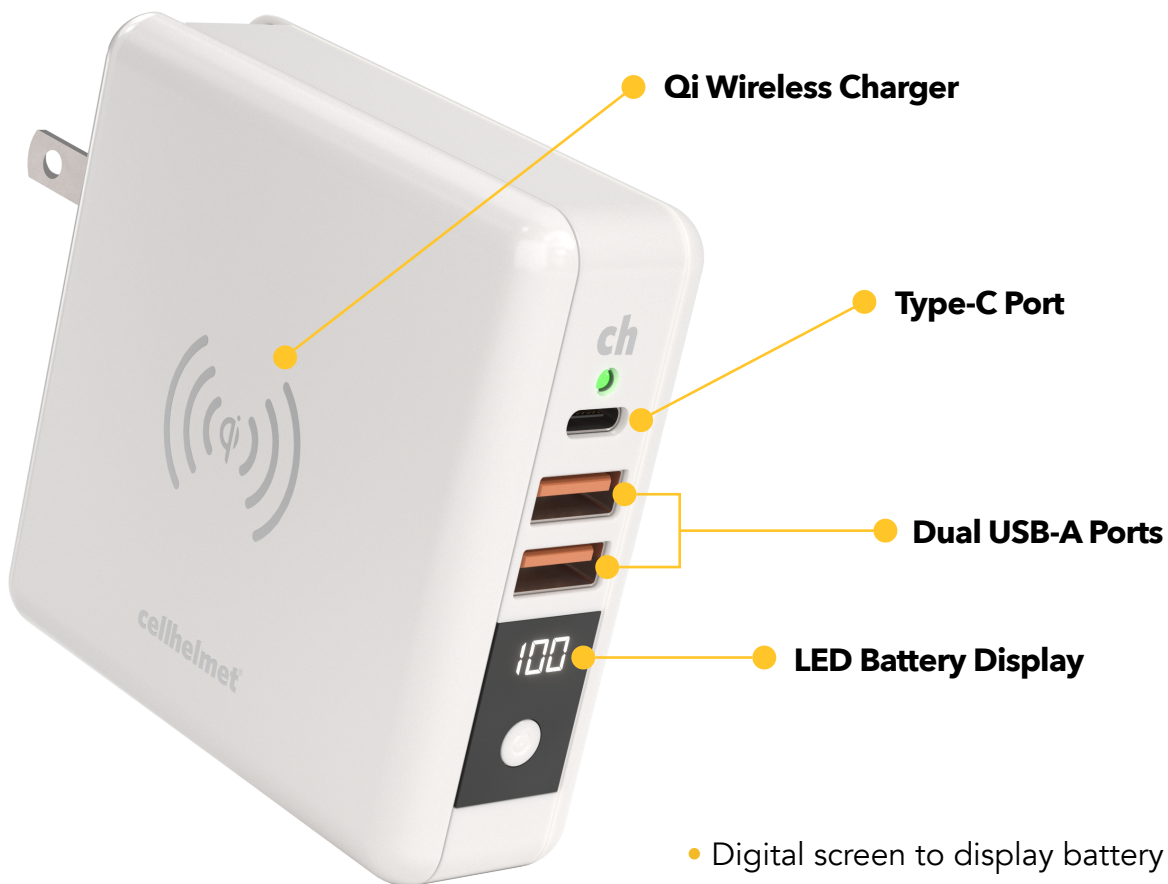 Qi Wireless Charger
Type-C Port
ch
qi
Dual USB-A Ports
cellhelmet®
100
LED Battery Display
• Digital screen to display battery